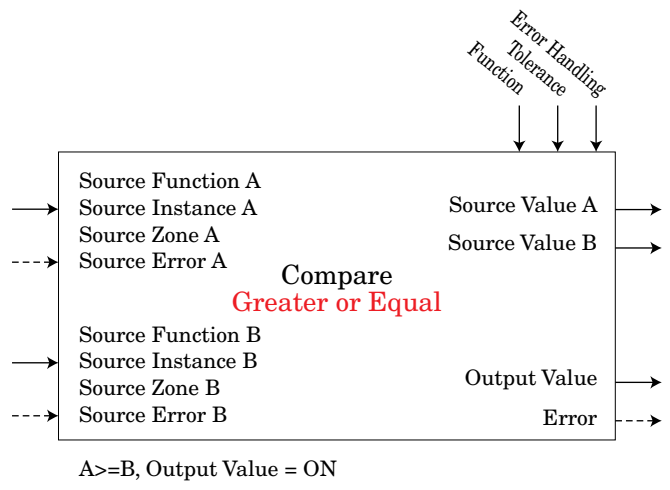 Function
Tolerance
Error Handling
Source Function A
Source Instance A
Source Zone A
Source Error A
Source Value A
Source Value B
Compare
Greater or Equal
Source Function B
Source Instance B
Source Zone B
Source Error B
Output Value
Error
A>=B, Output Value = ON